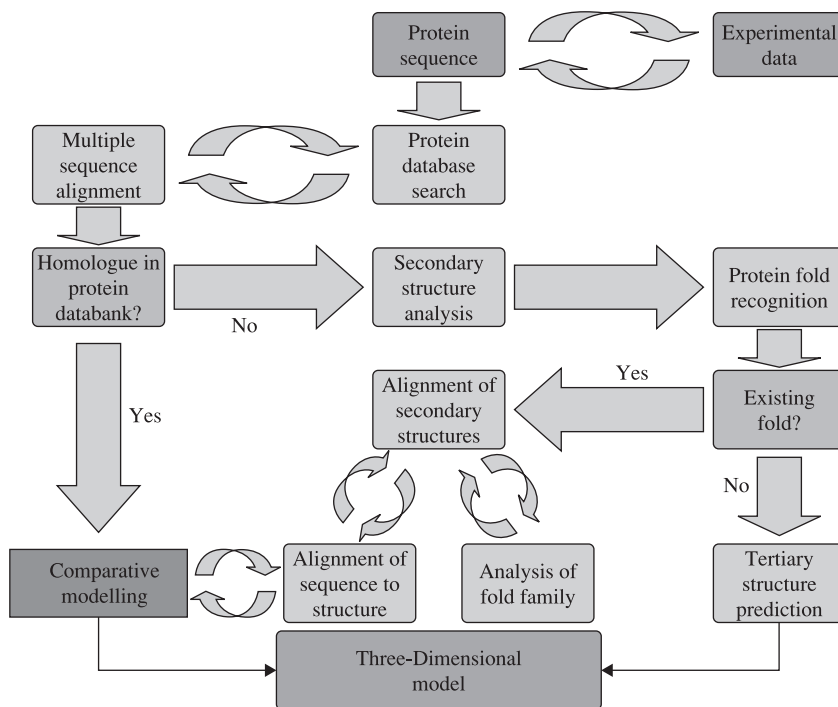 Protein
sequence
Experimental
data
Multiple
sequence
alignment
Protein
database
search
Homologue in
protein
databank?
No
Secondary
structure
analysis
Protein fold
recognition
Yes
Alignment of
secondary
structures
Yes
Existing
fold?
No
Comparative
modelling
Alignment of
sequence to
structure
Analysis of
fold family
Tertiary
structure
prediction
Three-Dimensional
model